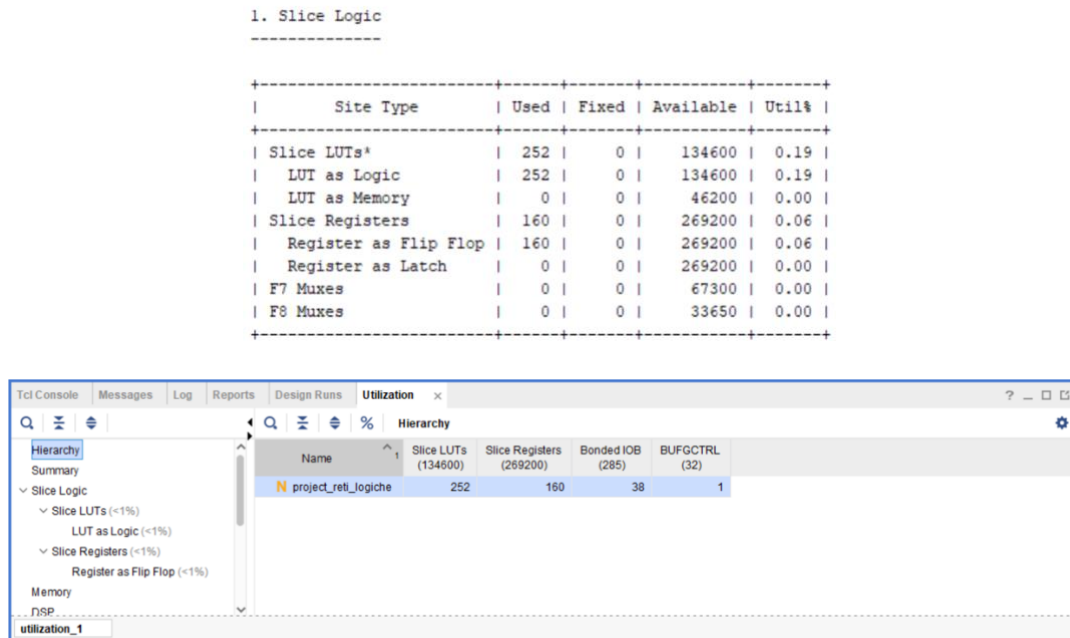 1. Slice Logic
--------------
+-------------------------+------+-------+-----------+-------+
| Site Type | Used | Fixed | Available | Util% |
+-------------------------+------+-------+-----------+-------+
| Slice LUTs* | 252 | 0 | 134600 | 0.19 |
| LUT as Logic | 252 | 0 | 134600 | 0.19 |
| LUT as Memory | 0 | 0 | 46200 | 0.00 |
| Slice Registers | 160 | 0 | 269200 | 0.06 |
| Register as Flip Flop | 160 | 0 | 269200 | 0.06 |
| Register as Latch | 0 | 0 | 269200 | 0.00 |
| F7 Muxes | 0 | 0 | 67300 | 0.00 |
| F8 Muxes | 0 | 0 | 33650 | 0.00 |
+-------------------------+------+-------+-----------+-------+
Tcl Console Messages Log Reports Design Runs Utilization × ? _
% Hierarchy
Hierarchy
Summary
Slice Logic
Slice LUTs (<1%)
LUT as Logic (<1%)
Slice Registers (<1%)
Register as Flip Flop (<1%)
Memory
DSP
Name 1 Slice LUTs Slice Registers Bonded IOB BUFGCTRL
(134600) (269200) (285) (32)
N project_reti_logiche 252 160 38 1
utilization_1